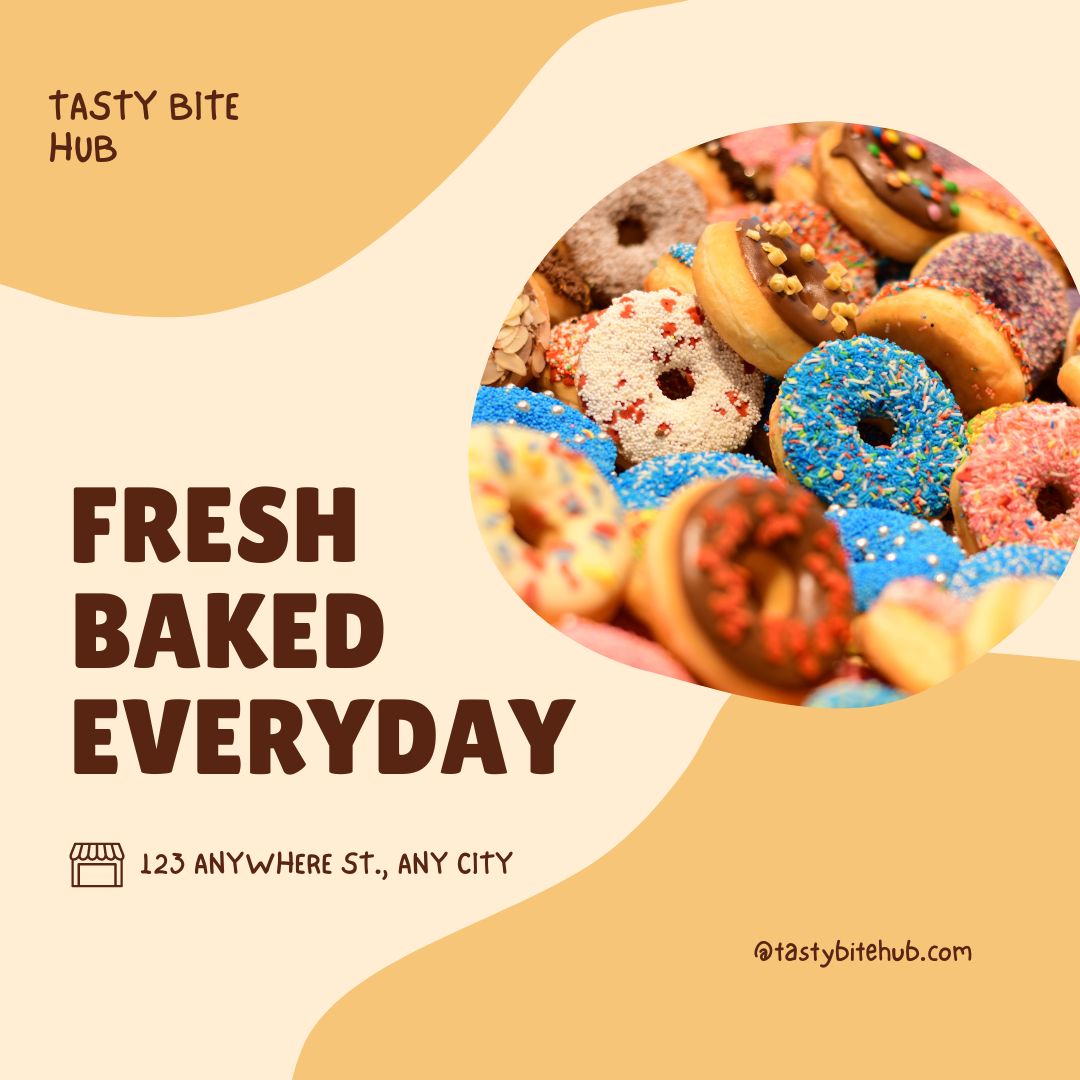 TASTY BITE
HUB
FRESH
BAKED
EVERYDAY
123 ANYWHERE ST., ANY CITY
@tastybitehub.com